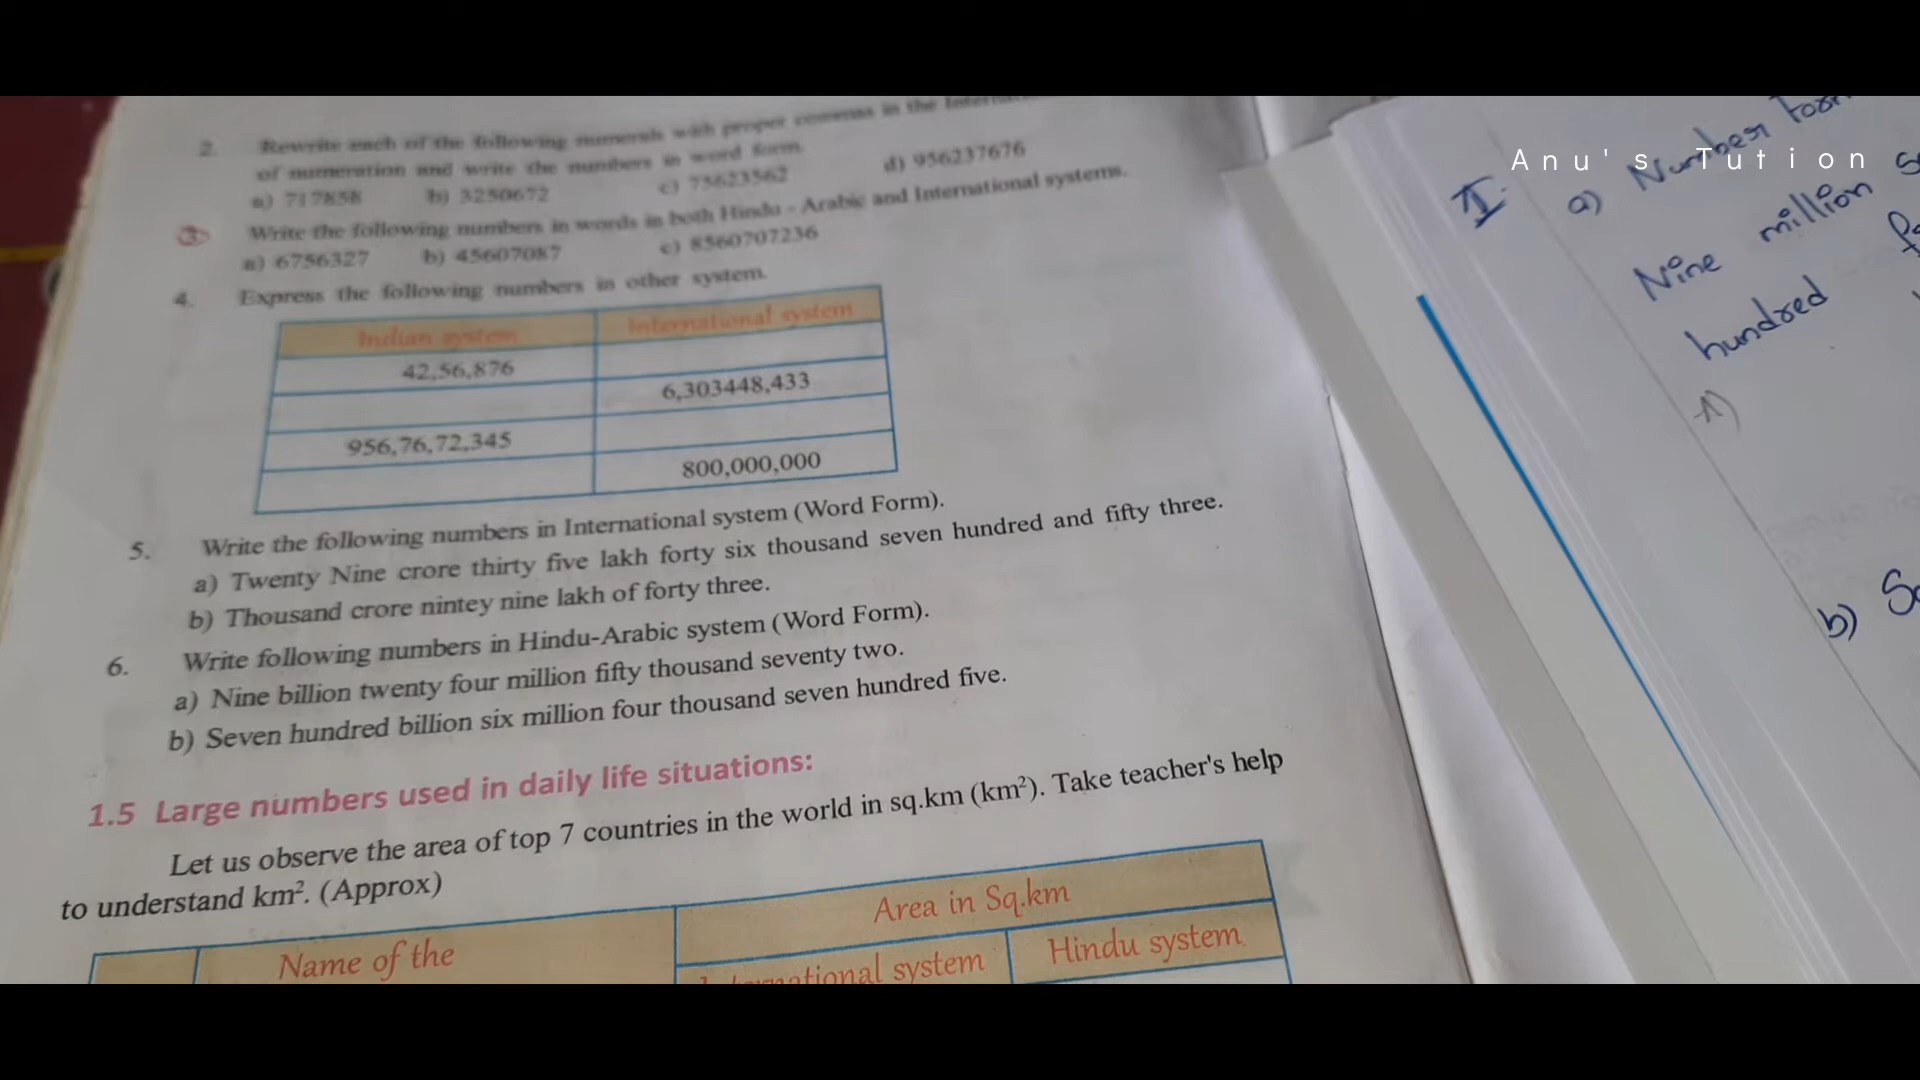 2. Rewrite each of the following numerals with proper commas in the
of numeration and write the numbers in word form.
a) 717858 b) 3250672 c) 75623562 d) 956237676
3. Write the following numbers in words in both Hindu - Arabic and International systems.
a) 6756327 b) 45607087 c) 8560707236
4. Express the following numbers in other system.
Indian system International system
42,56,876
6,303448,433
956,76,72,345
800,000,000
5. Write the following numbers in International system (Word Form).
a) Twenty Nine crore thirty five lakh forty six thousand seven hundred and fifty three.
b) Thousand crore nintey nine lakh of forty three.
6. Write following numbers in Hindu-Arabic system (Word Form).
a) Nine billion twenty four million fifty thousand seventy two.
b) Seven hundred billion six million four thousand seven hundred five.
1.5 Large numbers used in daily life situations:
Let us observe the area of top 7 countries in the world in sq.km (km²). Take teacher's help
to understand km². (Approx)
Name of the
Area in Sq.km
International system Hindu system
Anu's Tution
II. a) Number
Nine million
hundred
b)